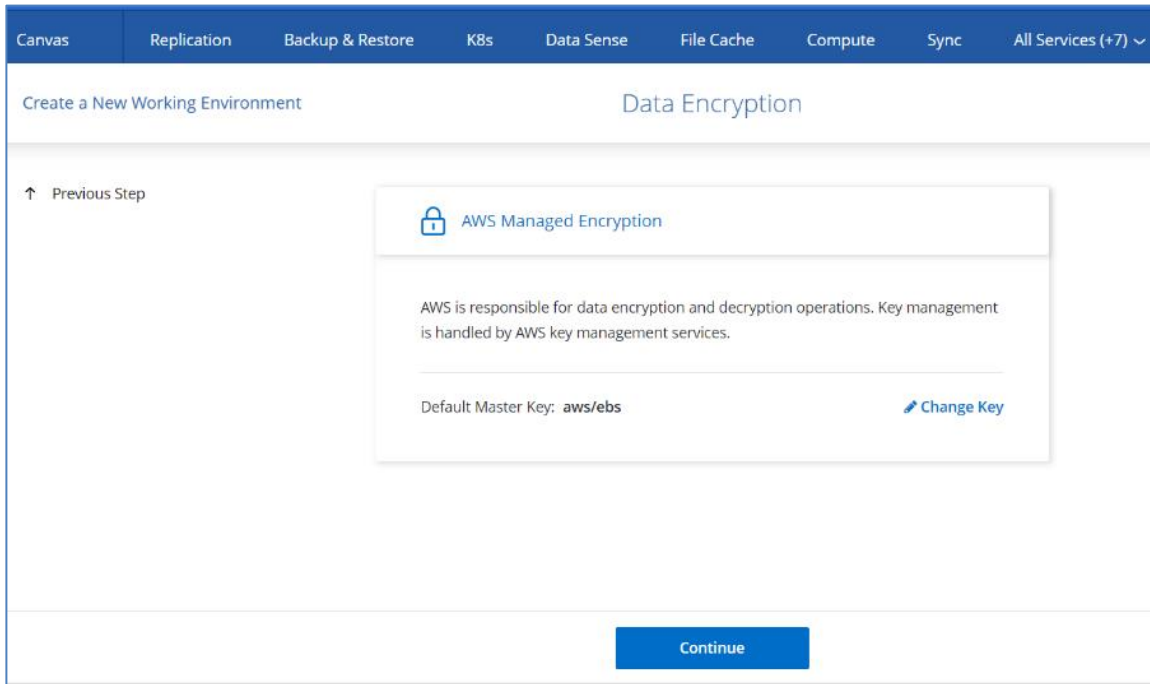 Canvas Replication Backup & Restore K8s Data Sense File Cache Compute Sync All Services (+7)
Create a New Working Environment Data Encryption
↑ Previous Step
AWS Managed Encryption
AWS is responsible for data encryption and decryption operations. Key management
is handled by AWS key management services.
Default Master Key: aws/ebs Change Key
Continue